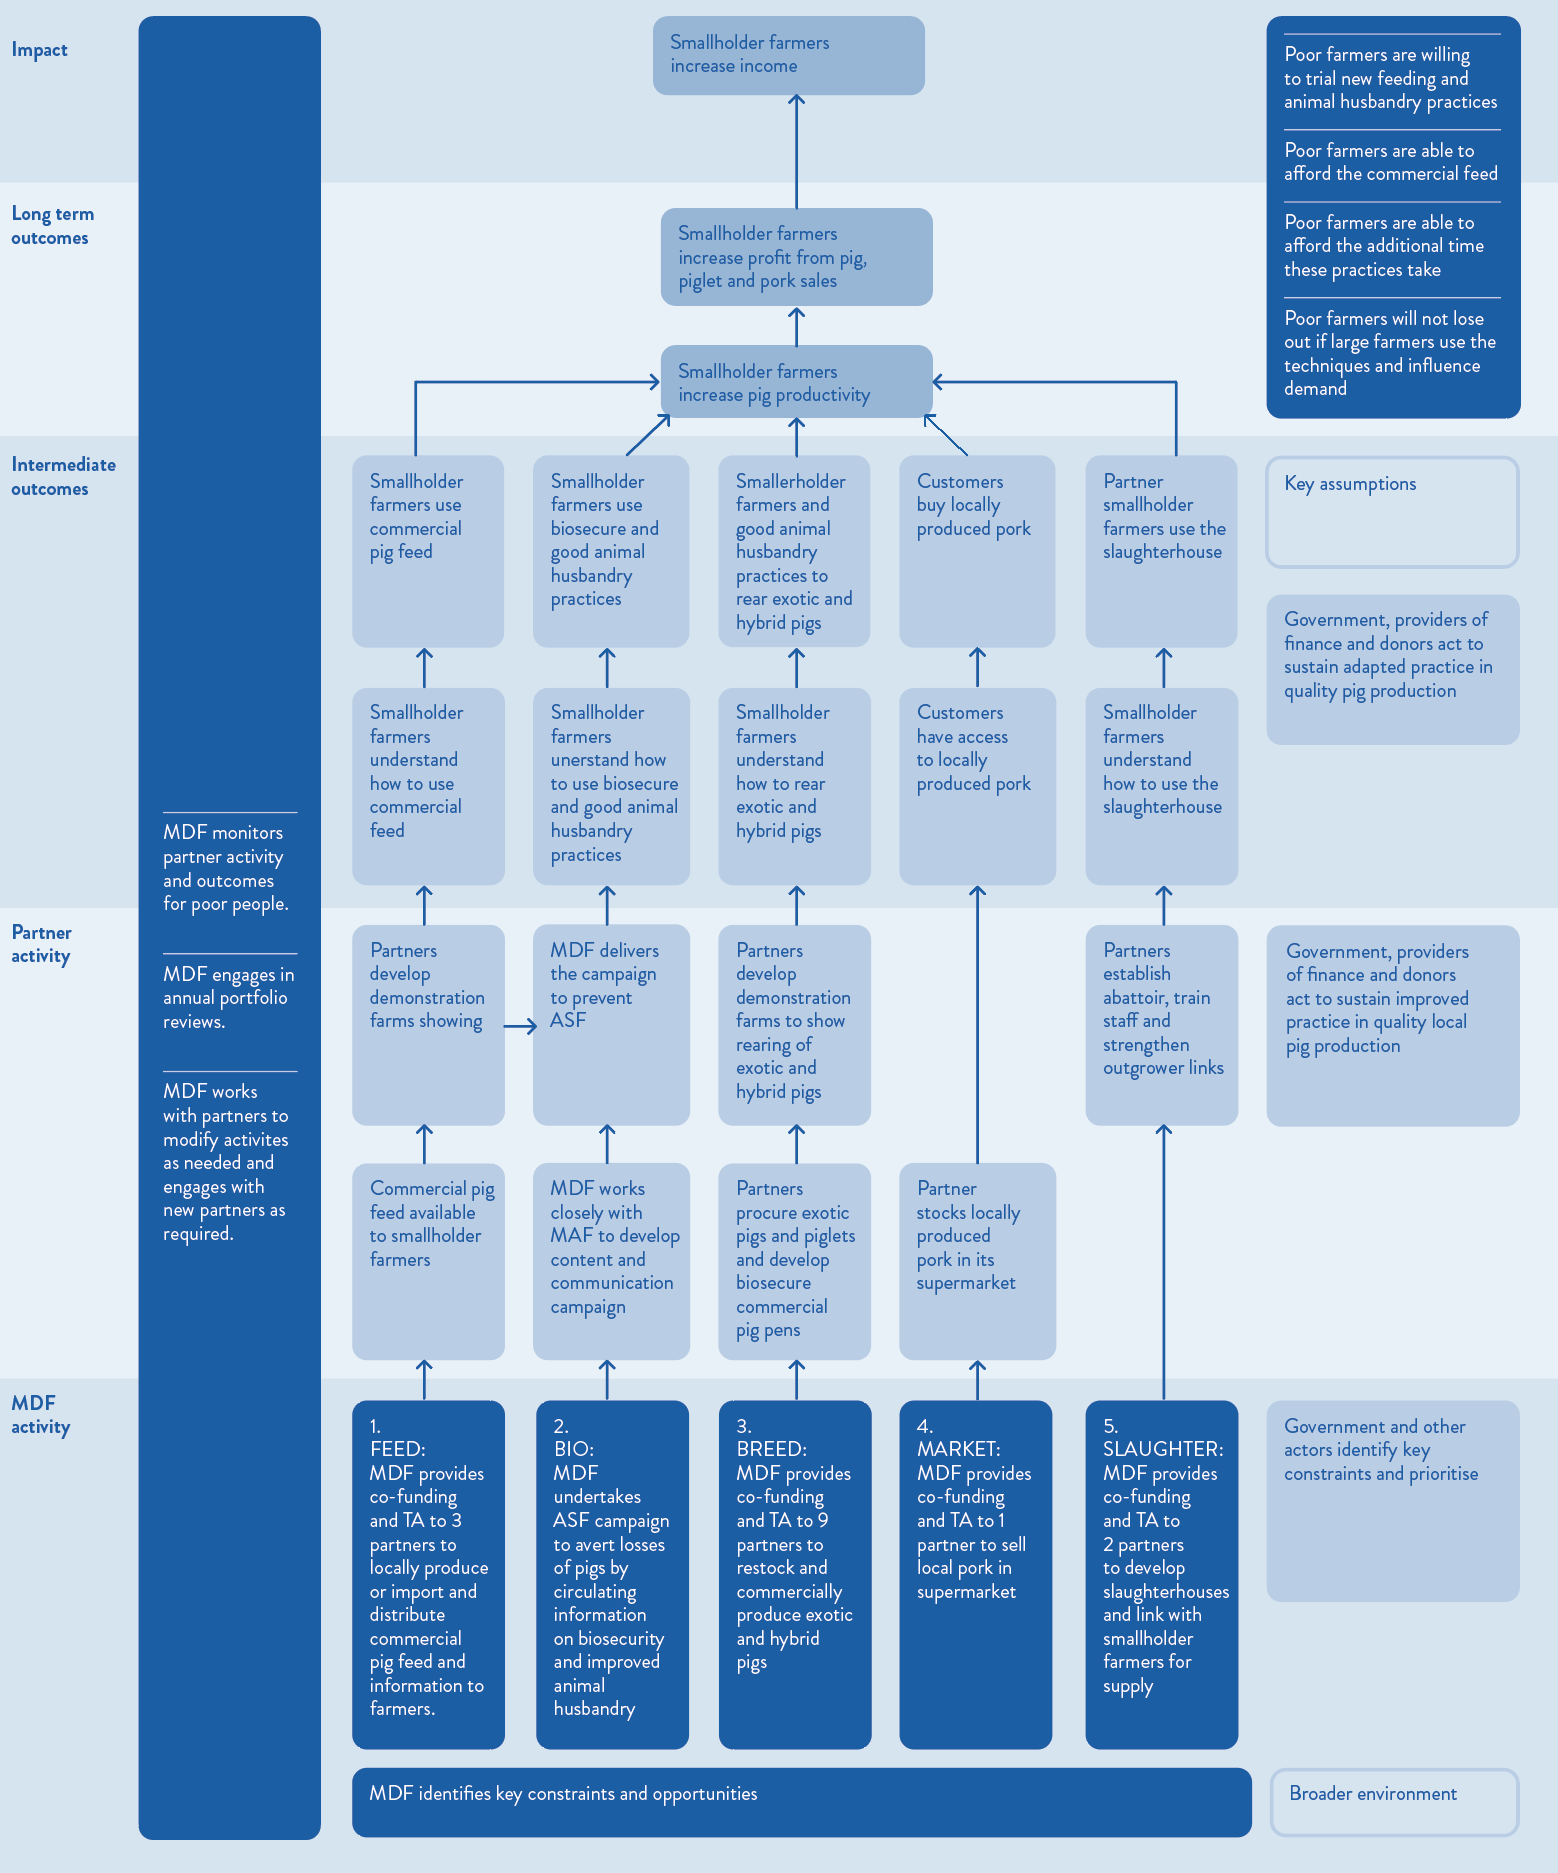 Impact
Smallholder farmers
increase income
Poor farmers are willing
to trial new feeding and
animal husbandry practices
Poor farmers are able to
afford the commercial feed
Poor farmers are able to
afford the additional time
these practices take
Poor farmers will not lose
out if large farmers use the
techniques and influence
demand
Long term
outcomes
Smallholder farmers
increase profit from pig,
piglet and pork sales
Smallholder farmers
increase pig productivity
Intermediate
outcomes
Smallholder
farmers use
commercial
pig feed
Smallholder
farmers use
biosecure and
good animal
husbandry
practices
Smallerholder
farmers and
good animal
husbandry
practices to
rear exotic and
hybrid pigs
Customers
buy locally
produced pork
Partner
smallholder
farmers use the
slaughterhouse
Key assumptions
Government, providers of
finance and donors act to
sustain adapted practice in
quality pig production
Smallholder
farmers
understand
how to use
commercial
feed
Smallholder
farmers
unerstand how
to use biosecure
and good animal
husbandry
practices
Smallholder
farmers
understand
how to rear
exotic and
hybrid pigs
Customers
have access
to locally
produced pork
Smallholder
farmers
understand
how to use the
slaughterhouse
MDF monitors
partner activity
and outcomes
for poor people.
MDF engages in
annual portfolio
reviews.
MDF works
with partners to
modify activites
as needed and
engages with
new partners as
required.
Partner
activity
Partners
develop
demonstration
farms showing
MDF delivers
the campaign
to prevent
ASF
Partners
develop
demonstration
farms to show
rearing of
exotic and
hybrid pigs
Partners
establish
abattoir, train
staff and
strengthen
outgrower links
Government, providers
of finance and donors
act to sustain improved
practice in quality local
pig production
Commercial pig
feed available
to smallholder
farmers
MDF works
closely with
MAF to develop
content and
communication
campaign
Partners
procure exotic
pigs and piglets
and develop
biosecure
commercial
pig pens
Partner
stocks locally
produced
pork in its
supermarket
MDF
activity
1.
FEED:
MDF provides
co-funding
and TA to 3
partners to
locally produce
or import and
distribute
commercial
pig feed and
information to
farmers.
2.
BIO:
MDF
undertakes
ASF campaign
to avert losses
of pigs by
circulating
information
on biosecurity
and improved
animal
husbandry
3.
BREED:
MDF provides
co-funding
and TA to 9
partners to
restock and
commercially
produce exotic
and hybrid
pigs
4.
MARKET:
MDF provides
co-funding
and TA to 1
partner to sell
local pork in
supermarket
5.
SLAUGHTER:
MDF provides
co-funding
and TA to
2 partners
to develop
slaughterhouses
and link with
smallholder
farmers for
supply
Government and other
actors identify key
constraints and prioritise
MDF identifies key constraints and opportunities
Broader environment